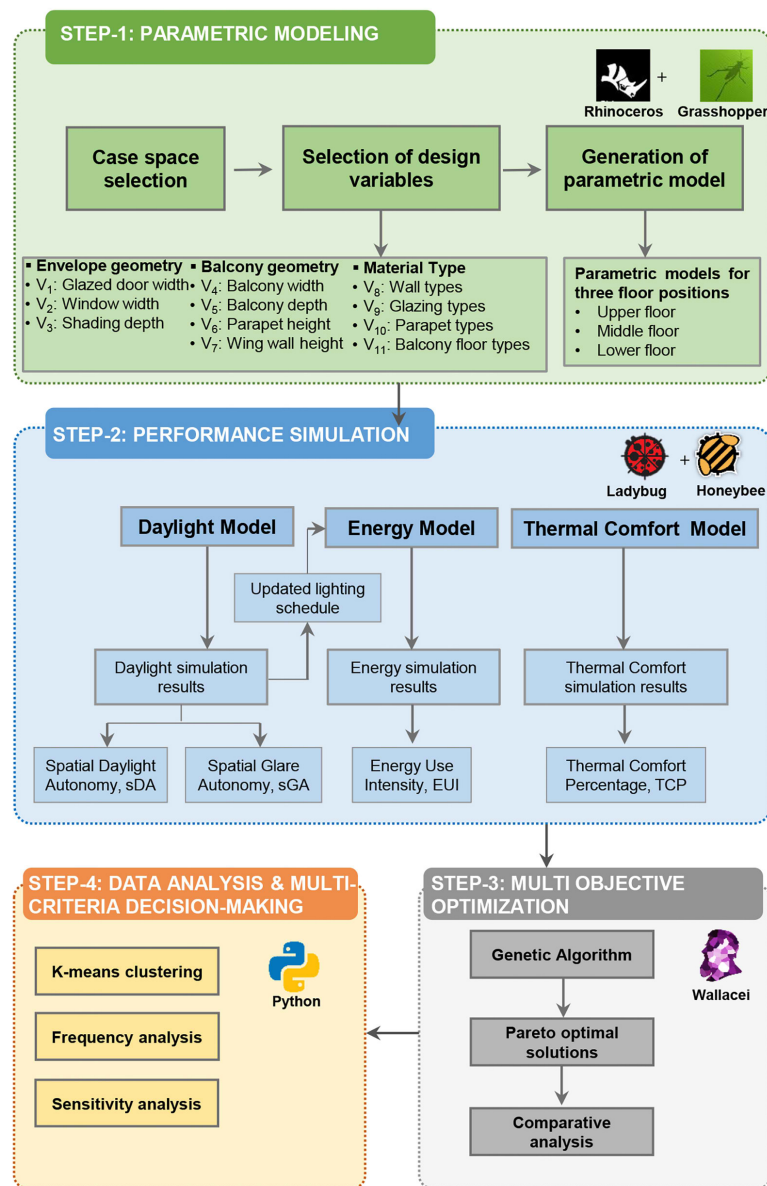 STEP-1: PARAMETRIC MODELING
+
Rhinoceros
Grasshopper
Case space
selection
Selection of design
variables
Generation of
parametric model
▪ Envelope geometry
• V₁: Glazed door width
• V₂: Window width
• V₃: Shading depth
▪ Balcony geometry
• V₄: Balcony width
• V₅: Balcony depth
• V₆: Parapet height
• V₇: Wing wall height
▪ Material Type
• V₈: Wall types
• V₉: Glazing types
• V₁₀: Parapet types
• V₁₁: Balcony floor types
Parametric models for
three floor positions
• Upper floor
• Middle floor
• Lower floor
STEP-2: PERFORMANCE SIMULATION
+
Ladybug
Honeybee
Daylight Model
Energy Model
Thermal Comfort Model
Updated lighting
schedule
Daylight simulation
results
Energy simulation
results
Thermal Comfort
simulation results
Spatial Daylight
Autonomy, sDA
Spatial Glare
Autonomy, sGA
Energy Use
Intensity, EUI
Thermal Comfort
Percentage, TCP
STEP-4: DATA ANALYSIS & MULTI-
CRITERIA DECISION-MAKING
K-means clustering
Frequency analysis
Sensitivity analysis
Python
STEP-3: MULTI OBJECTIVE
OPTIMIZATION
Genetic Algorithm
Pareto optimal
solutions
Comparative
analysis
Wallacei